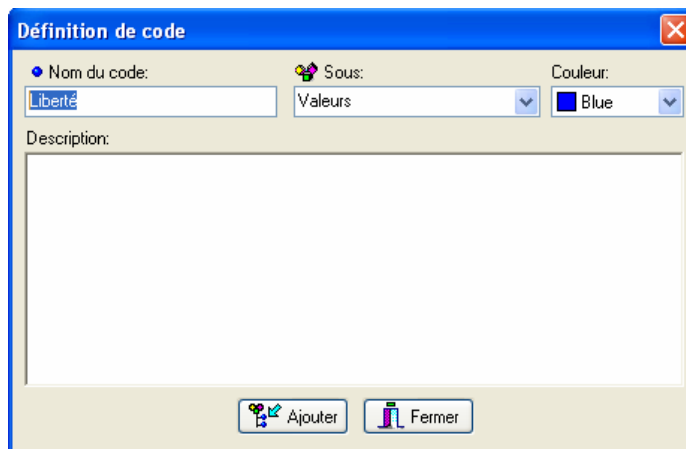 Définition de code
Nom du code: Sous: Couleur:
Liberté Valeurs Blue
Description:
Ajouter Fermer